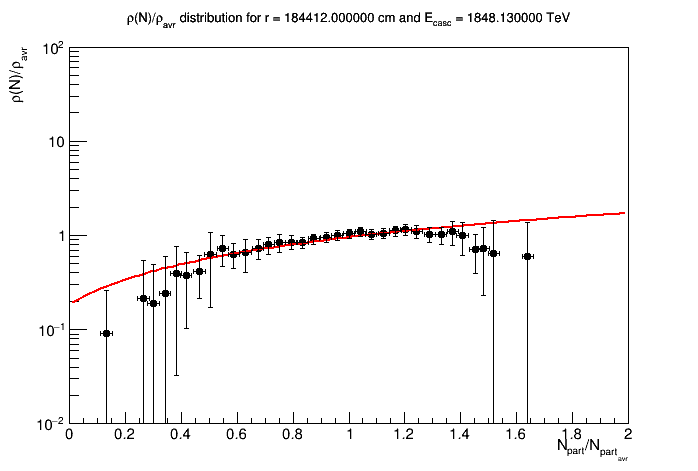 ρ(N)/ρavr distribution for r = 184412.000000 cm and Ecasc = 1848.130000 TeV
ρ(N)/ρavr
10²
10
1
10⁻¹
10⁻²
0 0.2 0.4 0.6 0.8 1 1.2 1.4 1.6 1.8 2
Npart/Npartavr